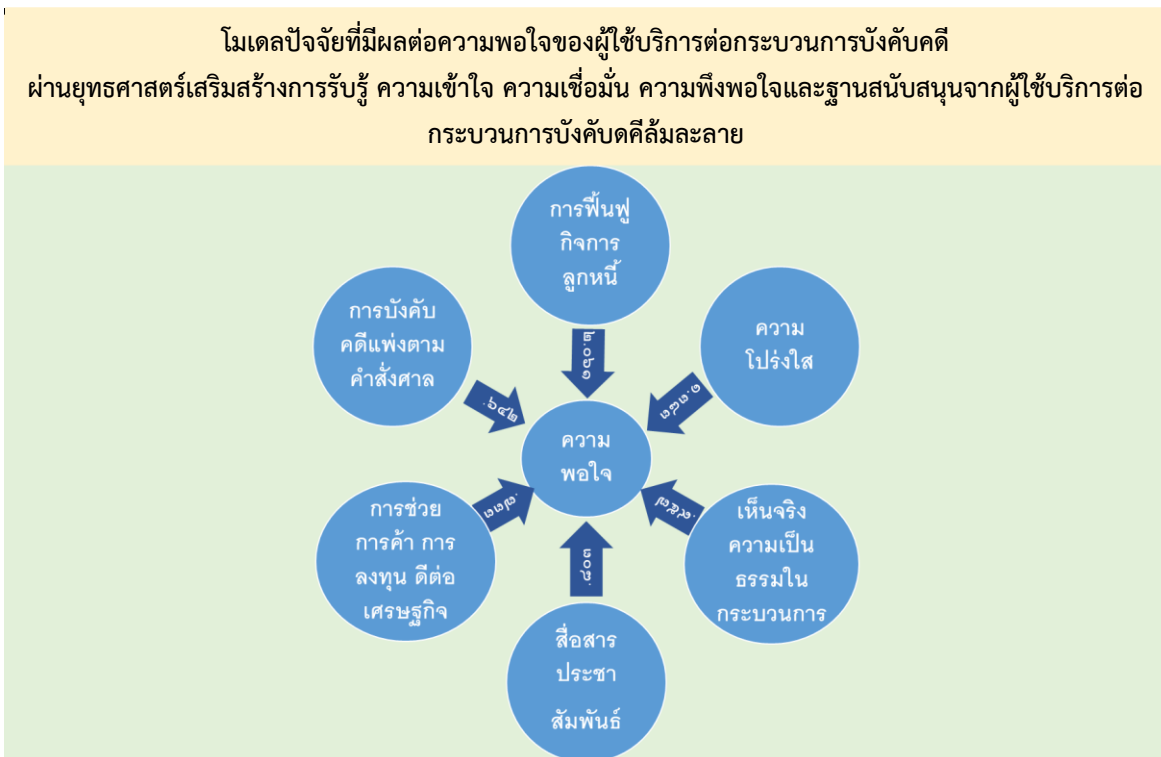 โมเดลปัจจัยที่มีผลต่อความพอใจของผู้ใช้บริการต่อกระบวนการบังคับคดี
ผ่านยุทธศาสตร์เสริมสร้างการรับรู้ ความเข้าใจ ความเชื่อมั่น ความพึงพอใจและฐานสนับสนุนจากผู้ใช้บริการต่อ
กระบวนการบังคับดคีล้มละลาย
การฟื้นฟู
กิจการ
ลูกหนี้
๒.๐๖๑
ความ
โปร่งใส
๑.๓๘๓
เห็นจริง
ความเป็น
ธรรมใน
กระบวนการ
สื่อสาร
ประชา
สัมพันธ์
การช่วย
การค้า การ
ลงทุน ดีต่อ
เศรษฐกิจ
การบังคับ
คดีแพ่งตาม
คำสั่งศาล
ความ
พอใจ